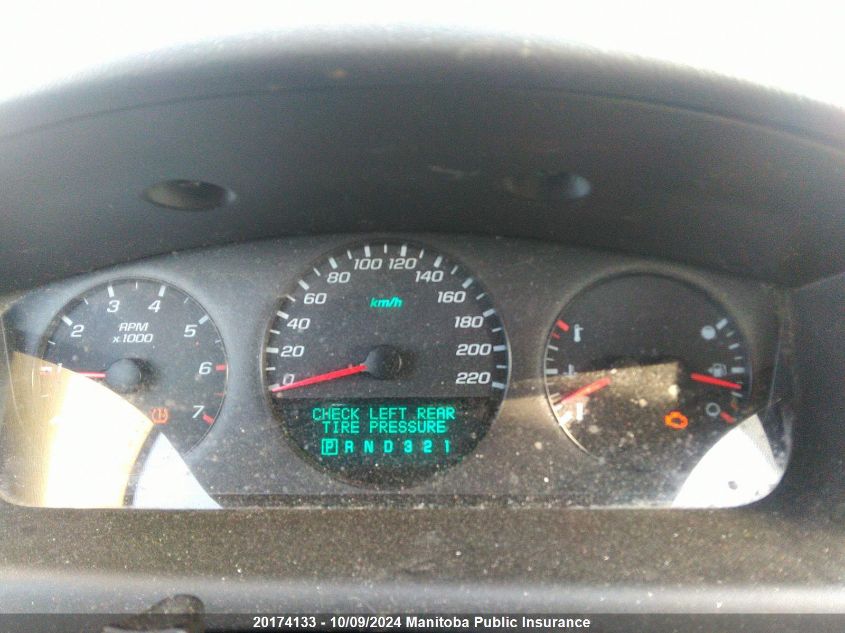 1 2 3 4 5 6 7
RPM
x1000
0 20 40 60 80 100 120 140 160 180 200 220
km/h
CHECK LEFT REAR
TIRE PRESSURE
P R N D 3 2 1
20174133 - 10/09/2024 Manitoba Public Insurance